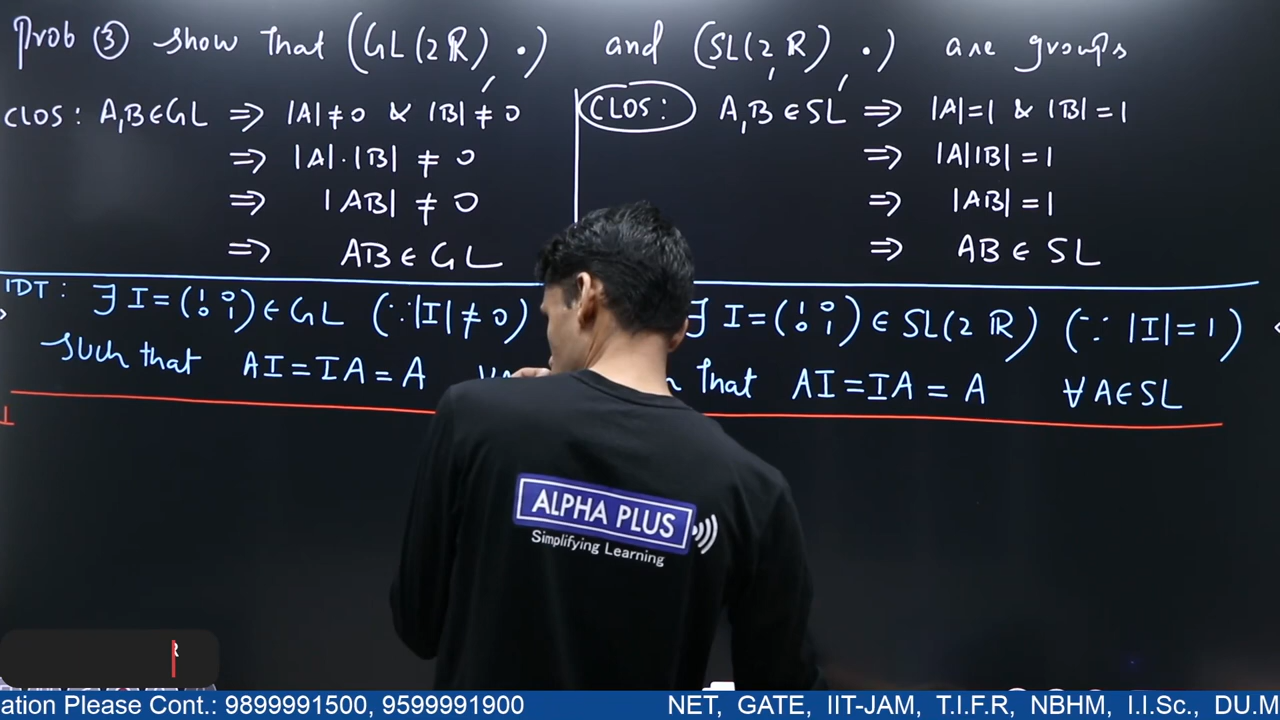 Prob ③ show that (GL(2,ℝ), •) and (SL(2,ℝ), •) are groups
CLOS: A,B∈GL ⇒ |A|≠0 & |B|≠0
⇒ |A|·|B| ≠ 0
⇒ |AB| ≠ 0
⇒ AB∈GL
CLOS: A,B∈SL ⇒ |A|=1 & |B|=1
⇒ |A||B|=1
⇒ |AB|=1
⇒ AB∈SL
IDT: ∃ I=(1 0 0 1)∈GL (∵|I|≠0)
such that AI=IA=A
∃ I=(1 0 0 1)∈SL(2 ℝ) (∵ |I|=1)
that AI=IA=A ∀A∈SL
ALPHA PLUS
Simplifying Learning
ation Please Cont.: 9899991500, 9599991900 NET, GATE, IIT-JAM, T.I.F.R, NBHM, I.I.Sc., DU.M